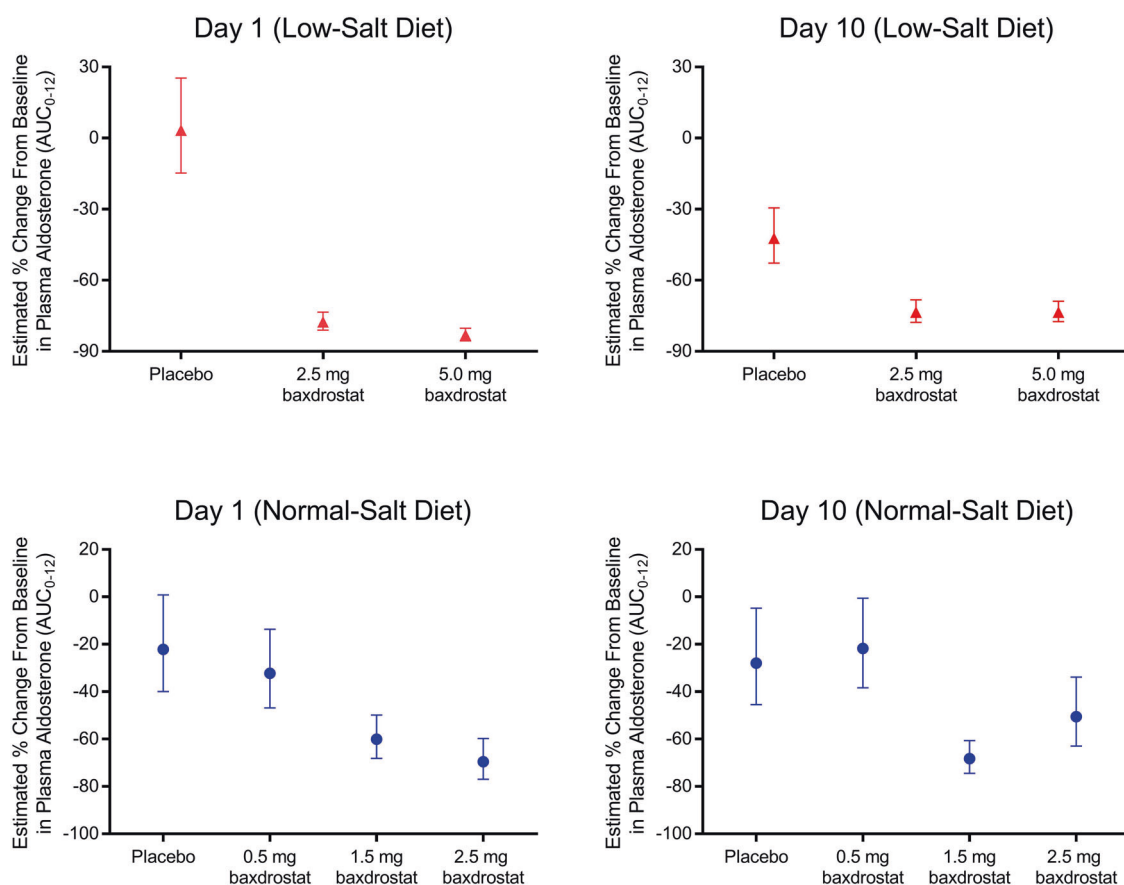 Day 1 (Low-Salt Diet)
Estimated % Change From Baseline
in Plasma Aldosterone (AUC0-12)
30
0
-30
-60
-90
Placebo
2.5 mg
baxdrostat
5.0 mg
baxdrostat
Day 10 (Low-Salt Diet)
Estimated % Change From Baseline
in Plasma Aldosterone (AUC0-12)
30
0
-30
-60
-90
Placebo
2.5 mg
baxdrostat
5.0 mg
baxdrostat
Day 1 (Normal-Salt Diet)
Estimated % Change From Baseline
in Plasma Aldosterone (AUC0-12)
20
0
-20
-40
-60
-80
-100
Placebo
0.5 mg
baxdrostat
1.5 mg
baxdrostat
2.5 mg
baxdrostat
Day 10 (Normal-Salt Diet)
Estimated % Change From Baseline
in Plasma Aldosterone (AUC0-12)
20
0
-20
-40
-60
-80
-100
Placebo
0.5 mg
baxdrostat
1.5 mg
baxdrostat
2.5 mg
baxdrostat